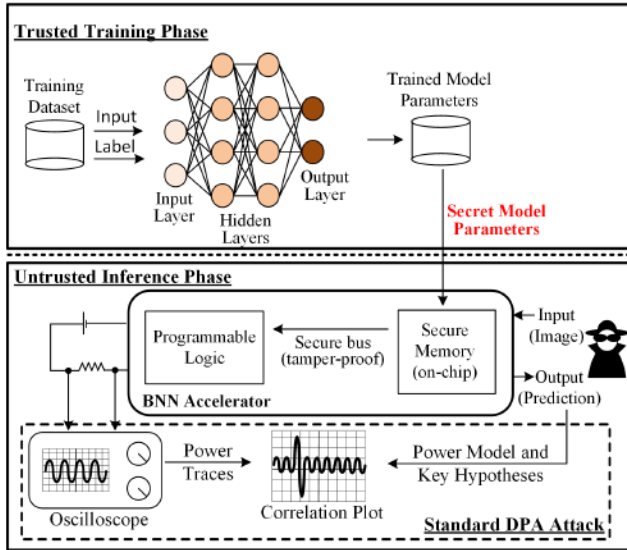 Trusted Training Phase
Training
Dataset
Input
Label
Input
Layer
Hidden
Layers
Output
Layer
Trained Model
Parameters
Secret Model
Parameters
Untrusted Inference Phase
Programmable
Logic
Secure bus
(tamper-proof)
Secure
Memory
(on-chip)
BNN Accelerator
Input
(Image)
Output
(Prediction)
Oscilloscope
Power
Traces
Correlation Plot
Power Model and
Key Hypotheses
Standard DPA Attack